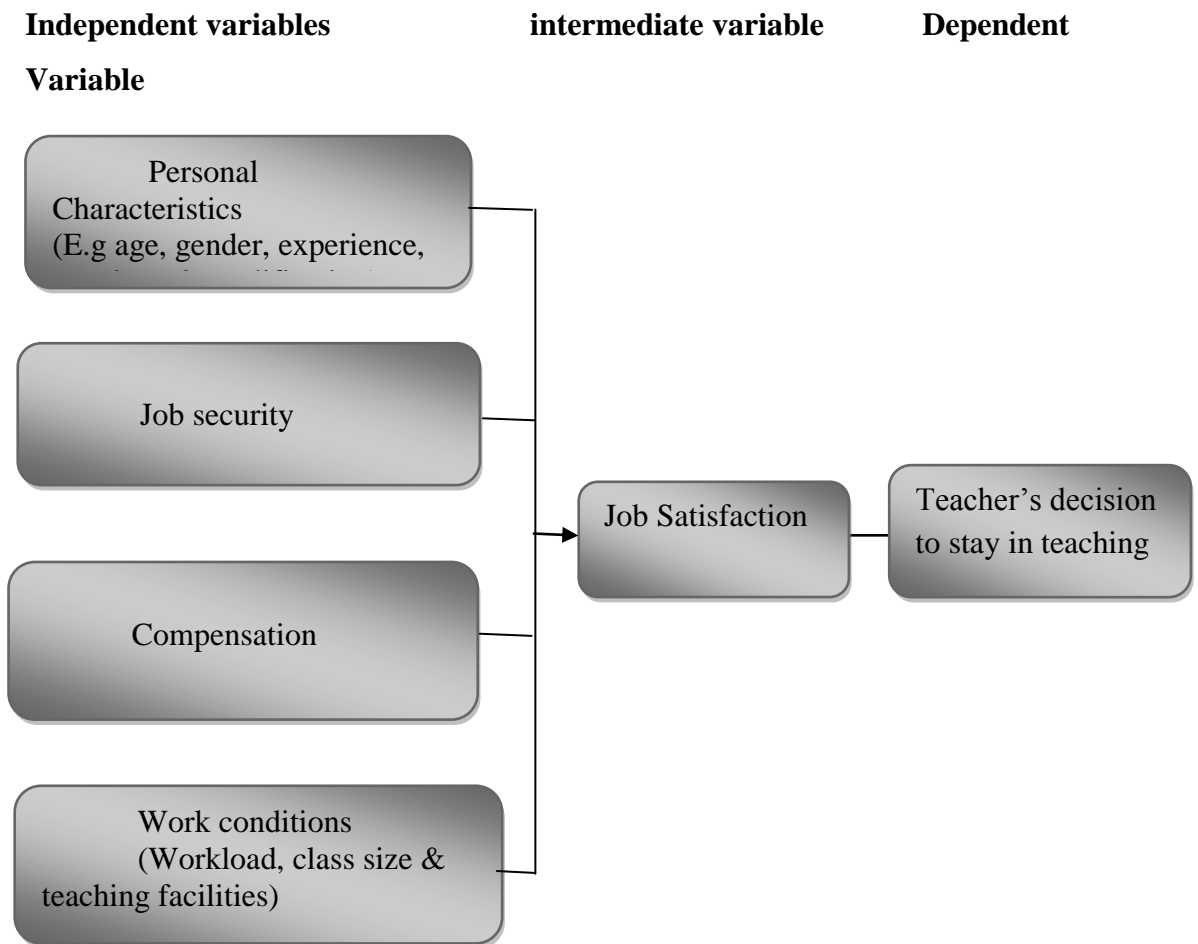 Independent variables intermediate variable Dependent
Variable
Personal
Characteristics
(E.g age, gender, experience,
Job security
Compensation
Work conditions
(Workload, class size &
teaching facilities)
Job Satisfaction
Teacher’s decision
to stay in teaching